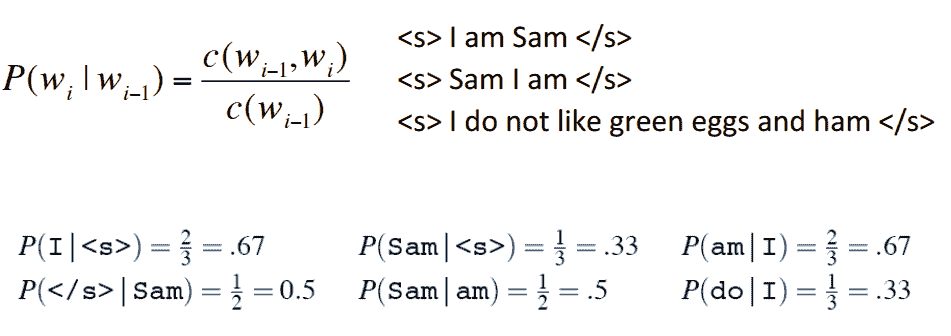 P(w_i | w_{i-1}) = c(w_{i-1}, w_i) / c(w_{i-1})
<s> I am Sam </s>
<s> Sam I am </s>
<s> I do not like green eggs and ham </s>
P(I|<s>) = 2/3 = .67 P(Sam|<s>) = 1/3 = .33 P(am|I) = 2/3 = .67
P(</s>|Sam) = 1/2 = 0.5 P(Sam|am) = 1/2 = .5 P(do|I) = 1/3 = .33